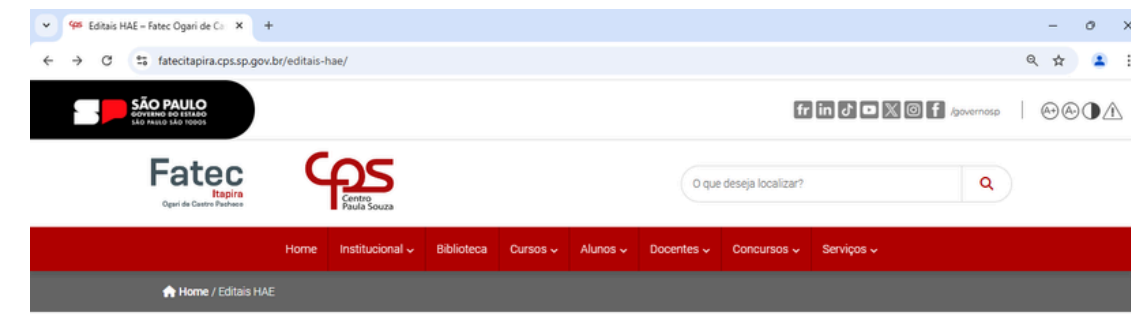 Editais HAE – Fatec Ogari de Ca
fatecitapira.cps.sp.gov.br/editais-hae/
SÃO PAULO
GOVERNO DO ESTADO
SÃO PAULO SÃO TODOS
/governosp
A+ A-
Fatec
Itapira
Ogari de Castro Pacheco
cps
Centro
Paula Souza
O que deseja localizar?
Home Institucional Biblioteca Cursos Alunos Docentes Concursos Serviços
Home / Editais HAE